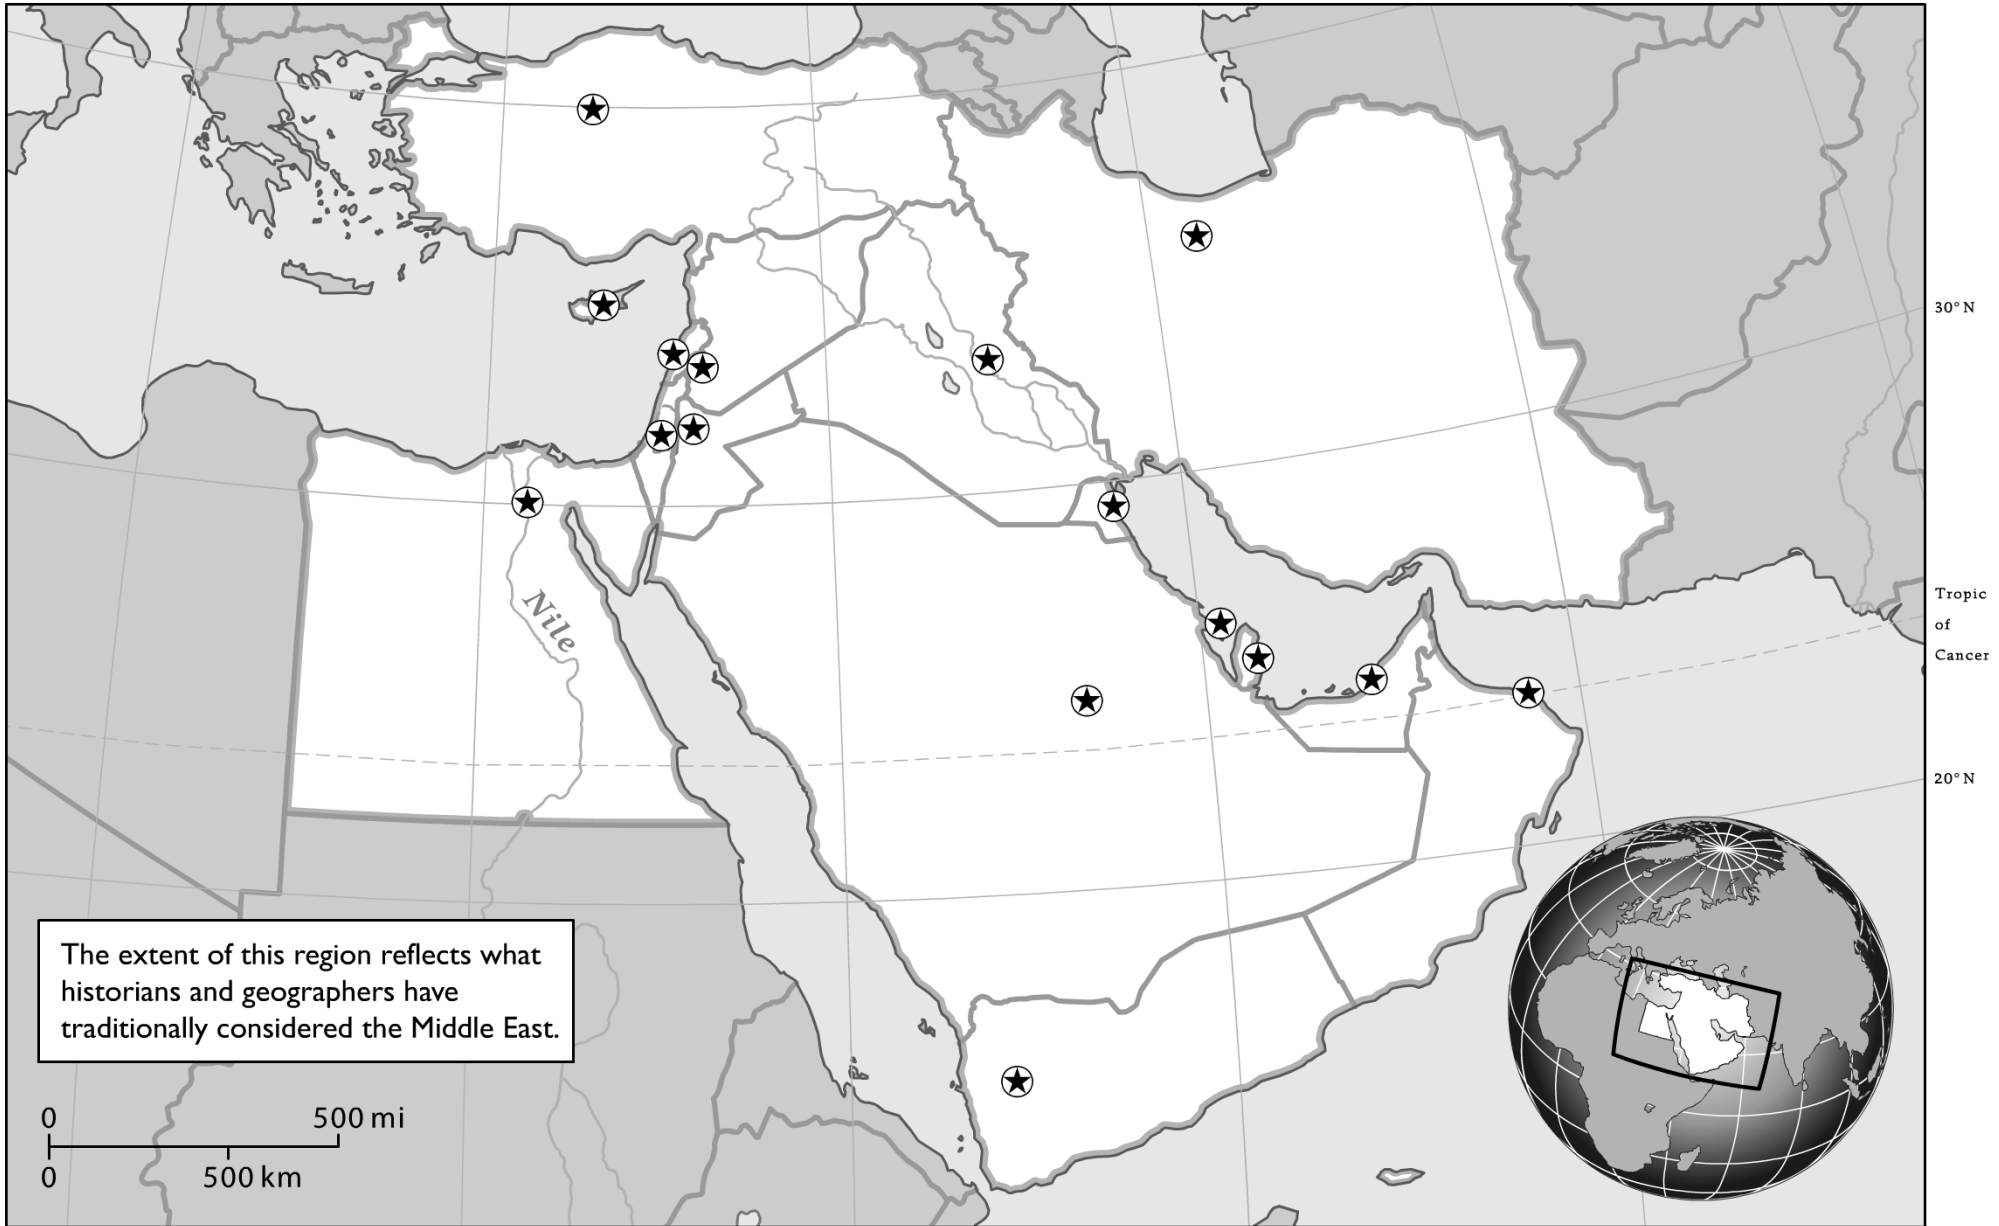 30° N
Tropic
of
Cancer
20° N
Nile
The extent of this region reflects what
historians and geographers have
traditionally considered the Middle East.
0 500 mi
0 500 km